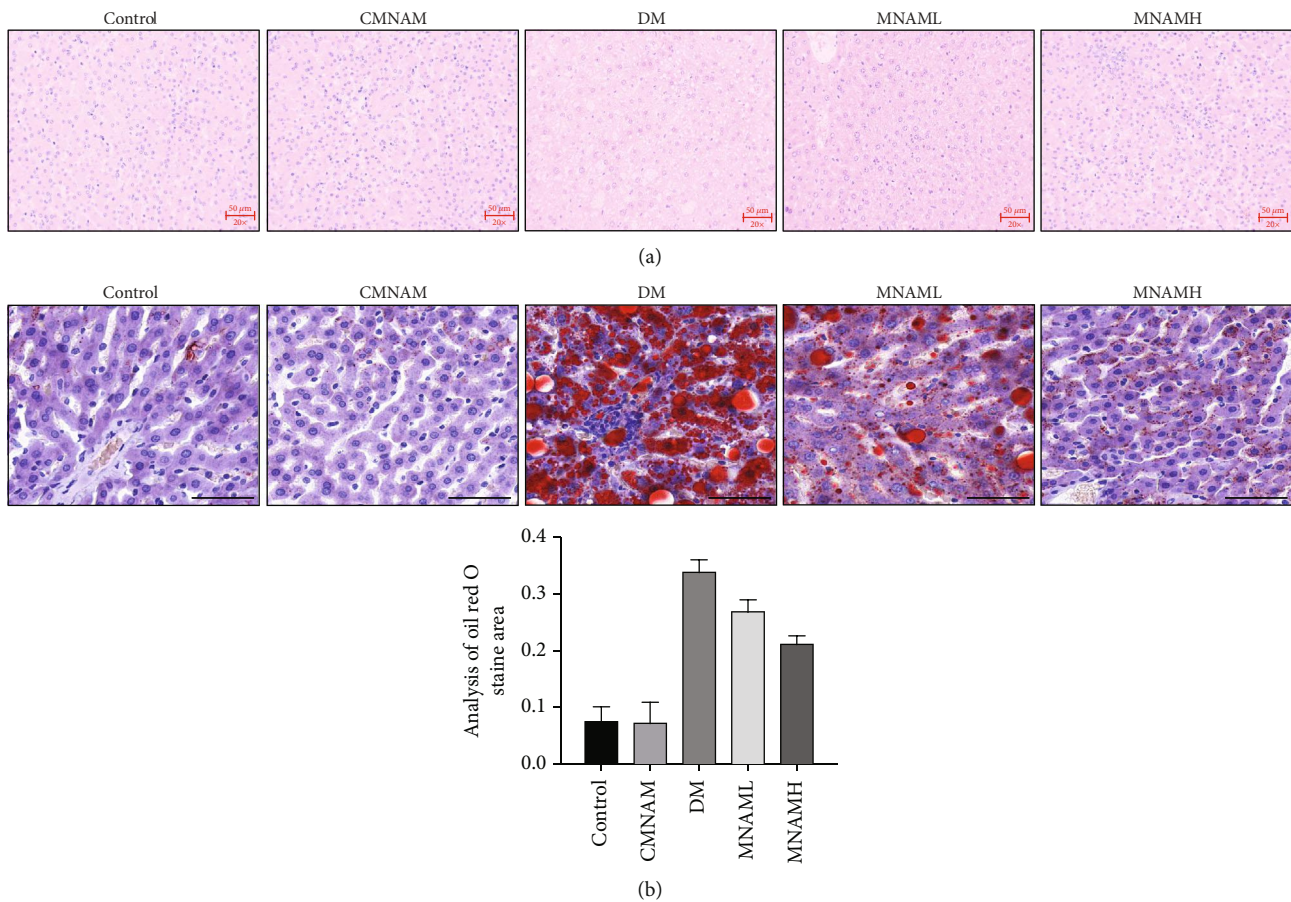 Control CMNAM DM MNAML MNAMH
50 µm 50 µm 50 µm 50 µm 50 µm
20× 20× 20× 20× 20×
(a)
Control CMNAM DM MNAML MNAMH
0.4
0.3
0.2
0.1
0.0
Analysis of oil red O
staine area
Control
CMNAM
DM
MNAML
MNAMH
(b)